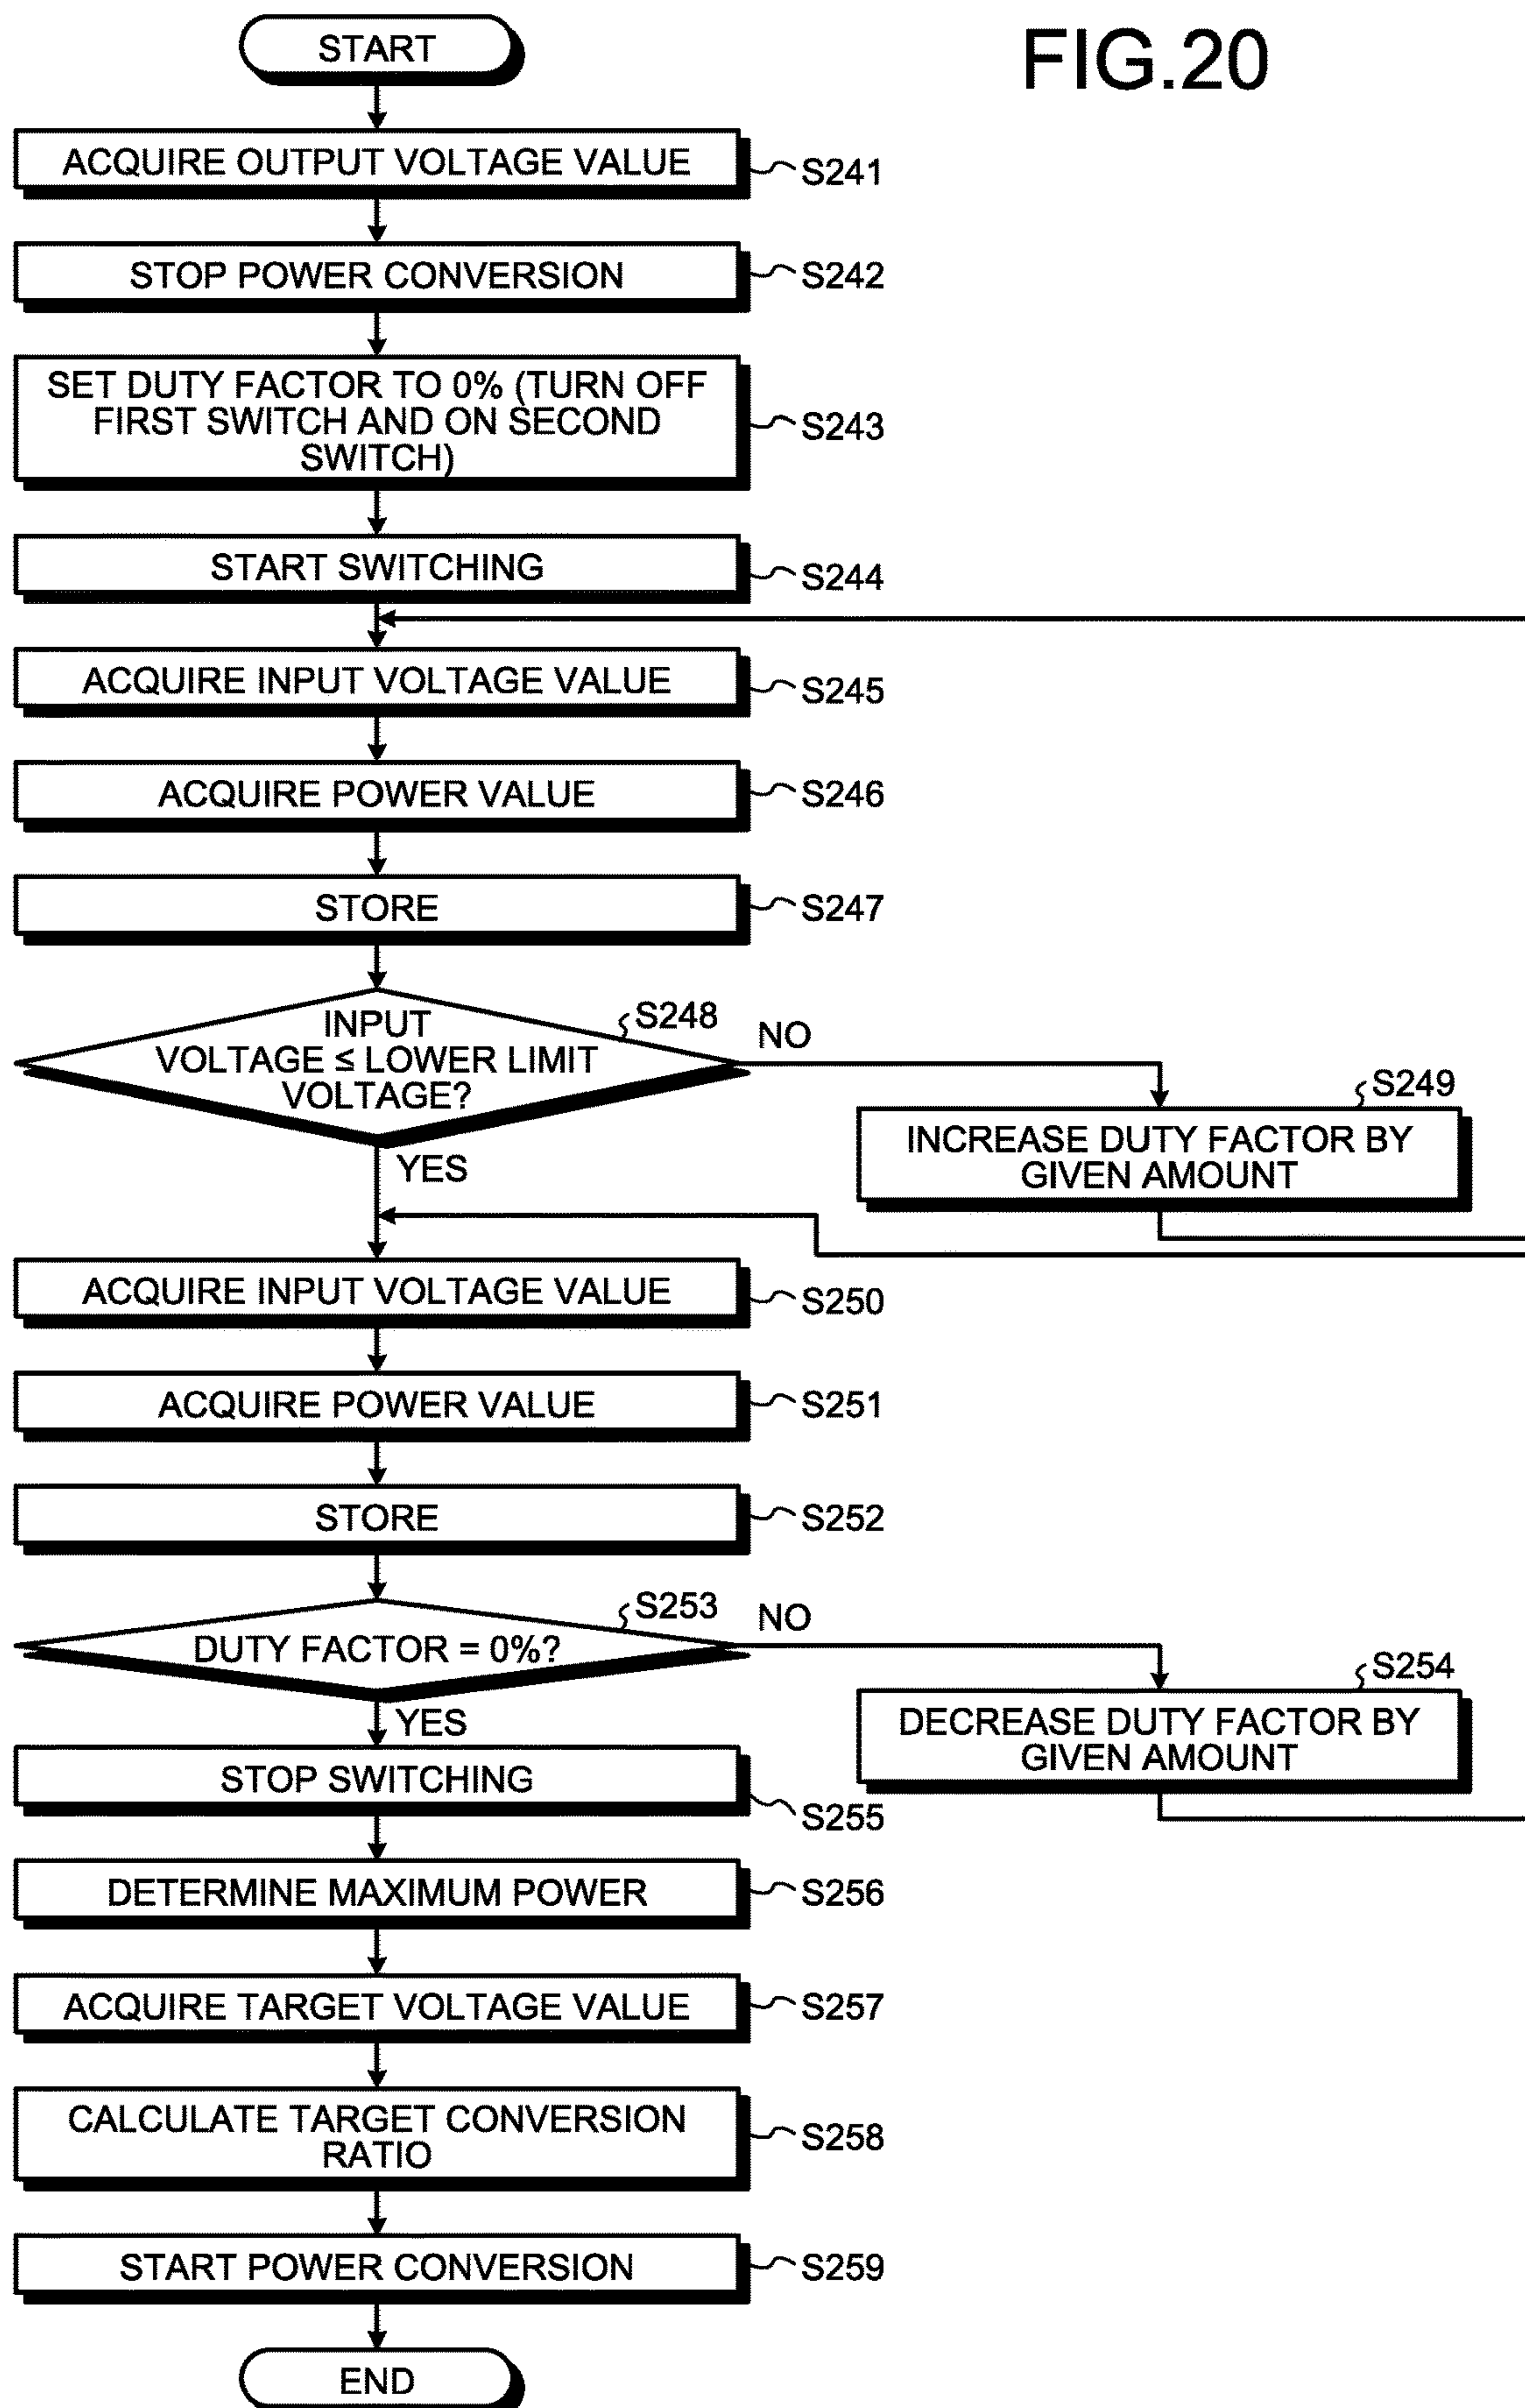 FIG.20
START
ACQUIRE OUTPUT VOLTAGE VALUE
S241
STOP POWER CONVERSION
S242
SET DUTY FACTOR TO 0% (TURN OFF
FIRST SWITCH AND ON SECOND
SWITCH)
S243
START SWITCHING
S244
ACQUIRE INPUT VOLTAGE VALUE
S245
ACQUIRE POWER VALUE
S246
STORE
S247
INPUT
VOLTAGE ≤ LOWER LIMIT
VOLTAGE?
S248
NO
S249
INCREASE DUTY FACTOR BY
GIVEN AMOUNT
YES
ACQUIRE INPUT VOLTAGE VALUE
S250
ACQUIRE POWER VALUE
S251
STORE
S252
DUTY FACTOR = 0%?
S253
NO
S254
DECREASE DUTY FACTOR BY
GIVEN AMOUNT
YES
STOP SWITCHING
S255
DETERMINE MAXIMUM POWER
S256
ACQUIRE TARGET VOLTAGE VALUE
S257
CALCULATE TARGET CONVERSION
RATIO
S258
START POWER CONVERSION
S259
END